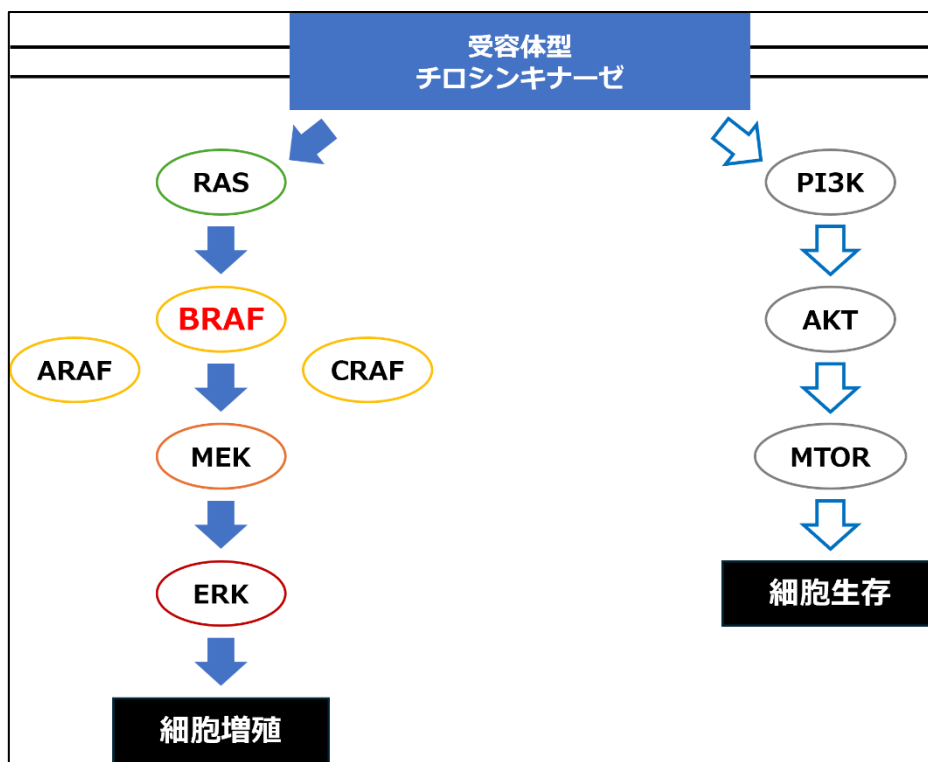 受容体型
チロシンキナーゼ
RAS
PI3K
BRAF
AKT
ARAF
CRAF
MEK
MTOR
ERK
細胞生存
細胞増殖